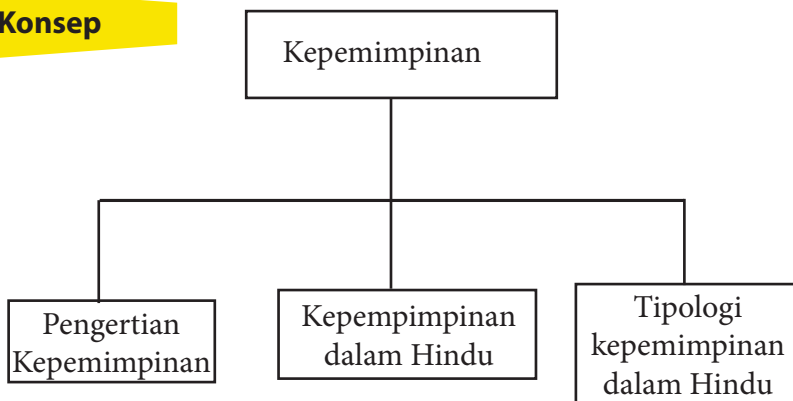 Konsep
Kepemimpinan
Pengertian
Kepemimpinan
Kepempimpinan
dalam Hindu
Tipologi
kepemimpinan
dalam Hindu